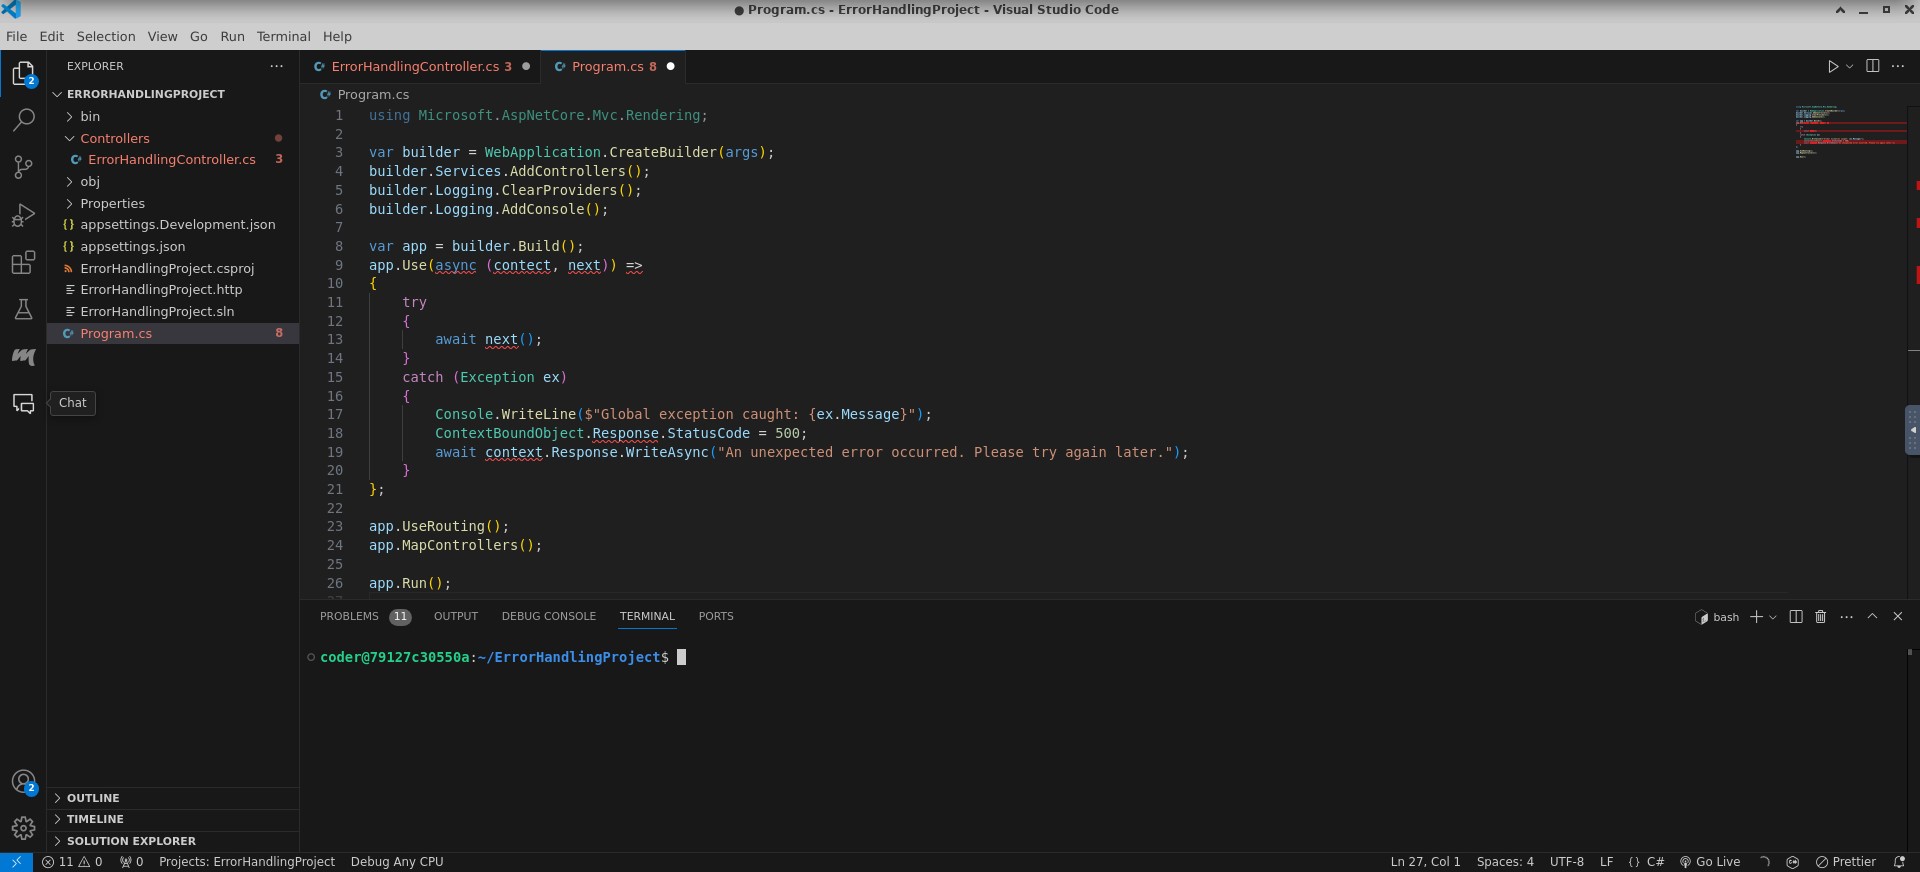 ● Program.cs - ErrorHandlingProject - Visual Studio Code
File Edit Selection View Go Run Terminal Help
EXPLORER
ERRORHANDLINGPROJECT
bin
Controllers
ErrorHandlingController.cs 3
obj
Properties
{} appsettings.Development.json
{} appsettings.json
ErrorHandlingProject.csproj
ErrorHandlingProject.http
ErrorHandlingProject.sln
C# Program.cs 8
2
Chat
2
OUTLINE
TIMELINE
SOLUTION EXPLORER
ErrorHandlingController.cs 3 ● Program.cs 8 ●
Program.cs
1 using Microsoft.AspNetCore.Mvc.Rendering;
2
3 var builder = WebApplication.CreateBuilder(args);
4 builder.Services.AddControllers();
5 builder.Logging.ClearProviders();
6 builder.Logging.AddConsole();
7
8 var app = builder.Build();
9 app.Use(async (contect, next)) =>
10 {
11 try
12 {
13 await next();
14 }
15 catch (Exception ex)
16 {
17 Console.WriteLine($"Global exception caught: {ex.Message}");
18 ContextBoundObject.Response.StatusCode = 500;
19 await context.Response.WriteAsync("An unexpected error occurred. Please try again later.");
20 }
21 };
22
23 app.UseRouting();
24 app.MapControllers();
25
26 app.Run();
PROBLEMS 11 OUTPUT DEBUG CONSOLE TERMINAL PORTS
bash
coder@79127c30550a:~/ErrorHandlingProject$
11 0 0 Projects: ErrorHandlingProject Debug Any CPU
Ln 27, Col 1 Spaces: 4 UTF-8 LF {} C# Go Live Prettier